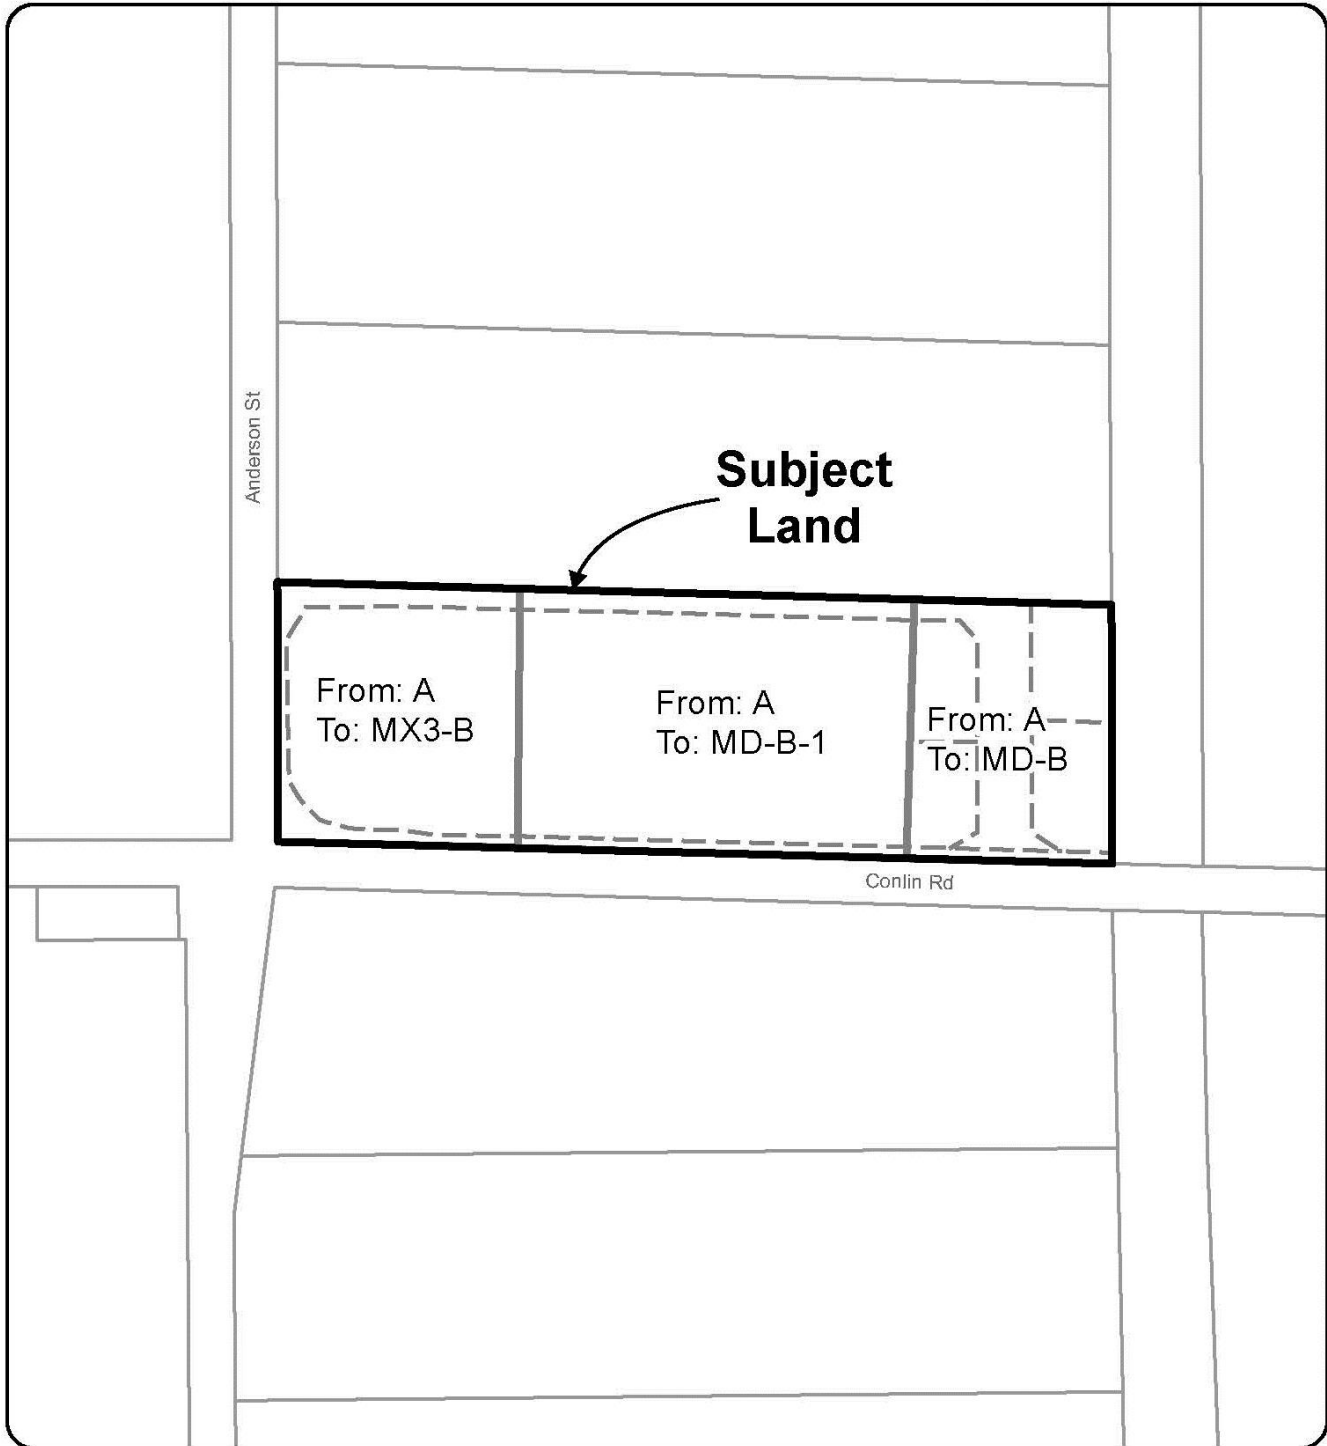 Anderson St
Subject
Land
From: A
To: MX3-B
From: A
To: MD-B-1
From: A
To: MD-B
Conlin Rd